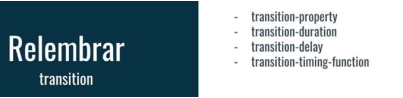 Relembrar
transition
- transition-property
- transition-duration
- transition-delay
- transition-timing-function